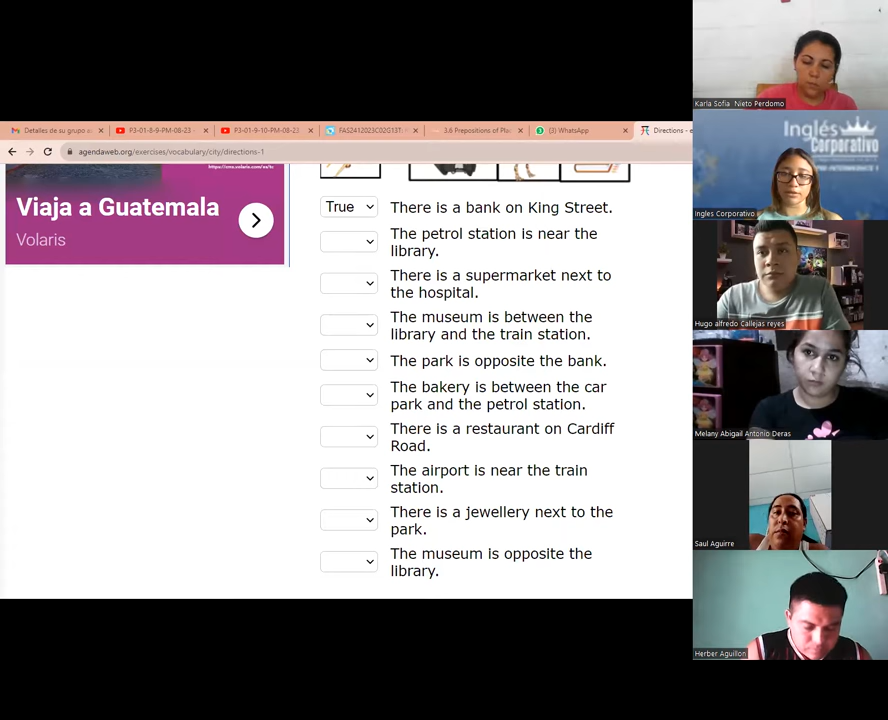 Detalles de su grupo e
P3-01-8-9-PM-08-23
P3-01-9-10-PM-08-23
3.6 Prepositions of Pla
(3) WhatsApp
Directions - e
agendaweb.org/exercises/vocabulary/city/directions-1
Viaja a Guatemala
Volaris
True
There is a bank on King Street.
The petrol station is near the
library.
There is a supermarket next to
the hospital.
The museum is between the
library and the train station.
The park is opposite the bank.
The bakery is between the car
park and the petrol station.
There is a restaurant on Cardiff
Road.
The airport is near the train
station.
There is a jewellery next to the
park.
The museum is opposite the
library.
Karla Sofia Nieto Perdomo
Inglés
Corporativo
Ingles Corporativo
Hugo alfredo Callejas reyes
Melany Abigail Antonio Deras
Saul Aguirre
Herber Aguillon